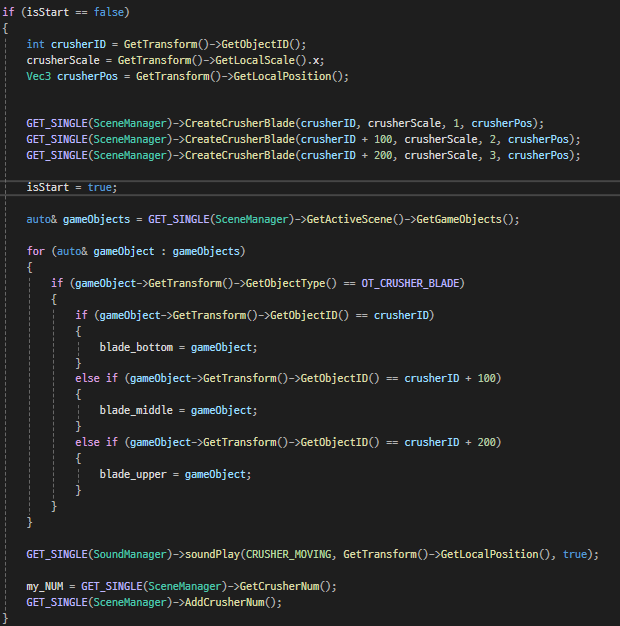 if (isStart == false)
{
int crusherID = GetTransform()->GetObjectID();
crusherScale = GetTransform()->GetLocalScale().x;
Vec3 crusherPos = GetTransform()->GetLocalPosition();
GET_SINGLE(SceneManager)->CreateCrusherBlade(crusherID, crusherScale, 1, crusherPos);
GET_SINGLE(SceneManager)->CreateCrusherBlade(crusherID + 100, crusherScale, 2, crusherPos);
GET_SINGLE(SceneManager)->CreateCrusherBlade(crusherID + 200, crusherScale, 3, crusherPos);
isStart = true;
auto& gameObjects = GET_SINGLE(SceneManager)->GetActiveScene()->GetGameObjects();
for (auto& gameObject : gameObjects)
{
if (gameObject->GetTransform()->GetObjectType() == OT_CRUSHER_BLADE)
{
if (gameObject->GetTransform()->GetObjectID() == crusherID)
{
blade_bottom = gameObject;
}
else if (gameObject->GetTransform()->GetObjectID() == crusherID + 100)
{
blade_middle = gameObject;
}
else if (gameObject->GetTransform()->GetObjectID() == crusherID + 200)
{
blade_upper = gameObject;
}
}
}
GET_SINGLE(SoundManager)->soundPlay(CRUSHER_MOVING, GetTransform()->GetLocalPosition(), true);
my_NUM = GET_SINGLE(SceneManager)->GetCrusherNum();
GET_SINGLE(SceneManager)->AddCrusherNum();
}